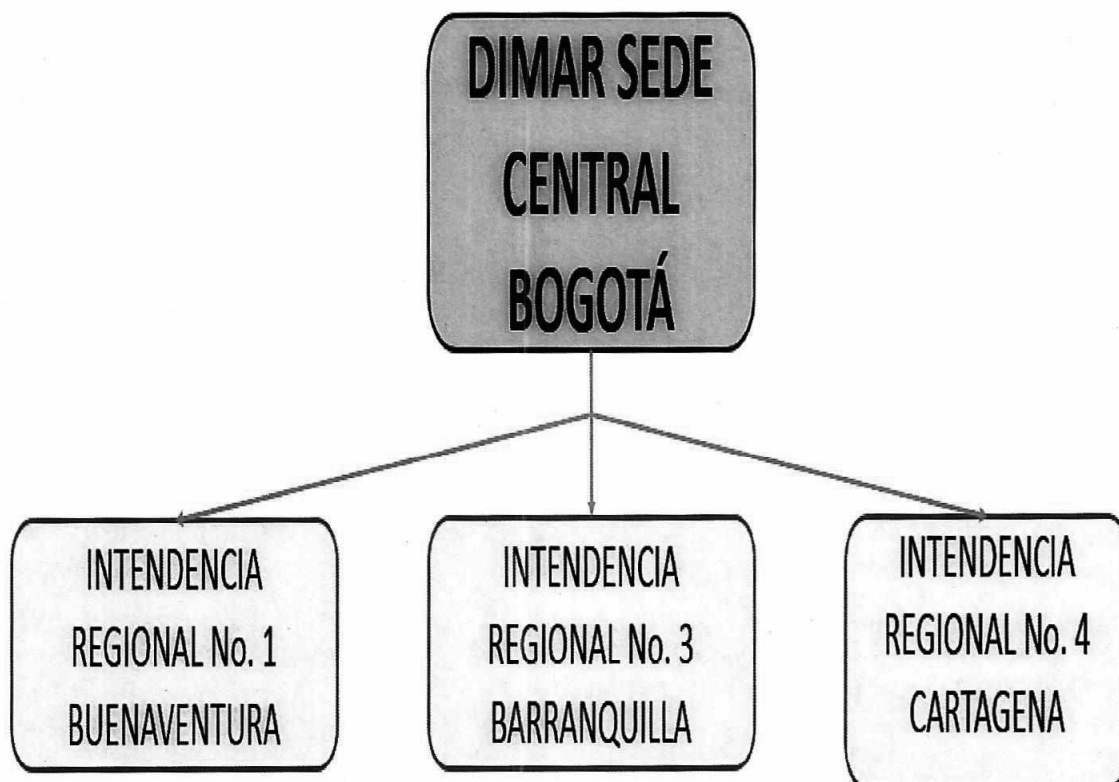 DIMAR SEDE
CENTRAL
BOGOTÁ
INTENDENCIA
REGIONAL No. 1
BUENAVENTURA
INTENDENCIA
REGIONAL No. 3
BARRANQUILLA
INTENDENCIA
REGIONAL No. 4
CARTAGENA